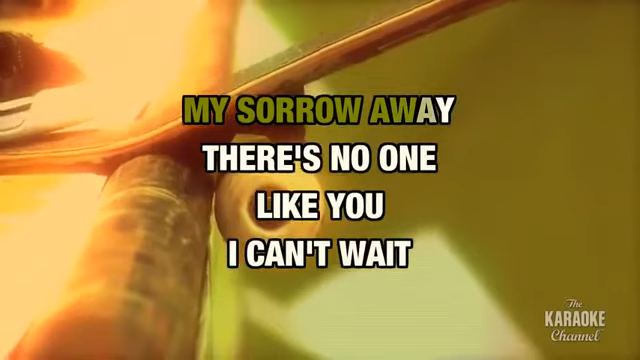 MY SORROW AWAY
THERE'S NO ONE
LIKE YOU
I CAN'T WAIT
The
KARAOKE
Channel